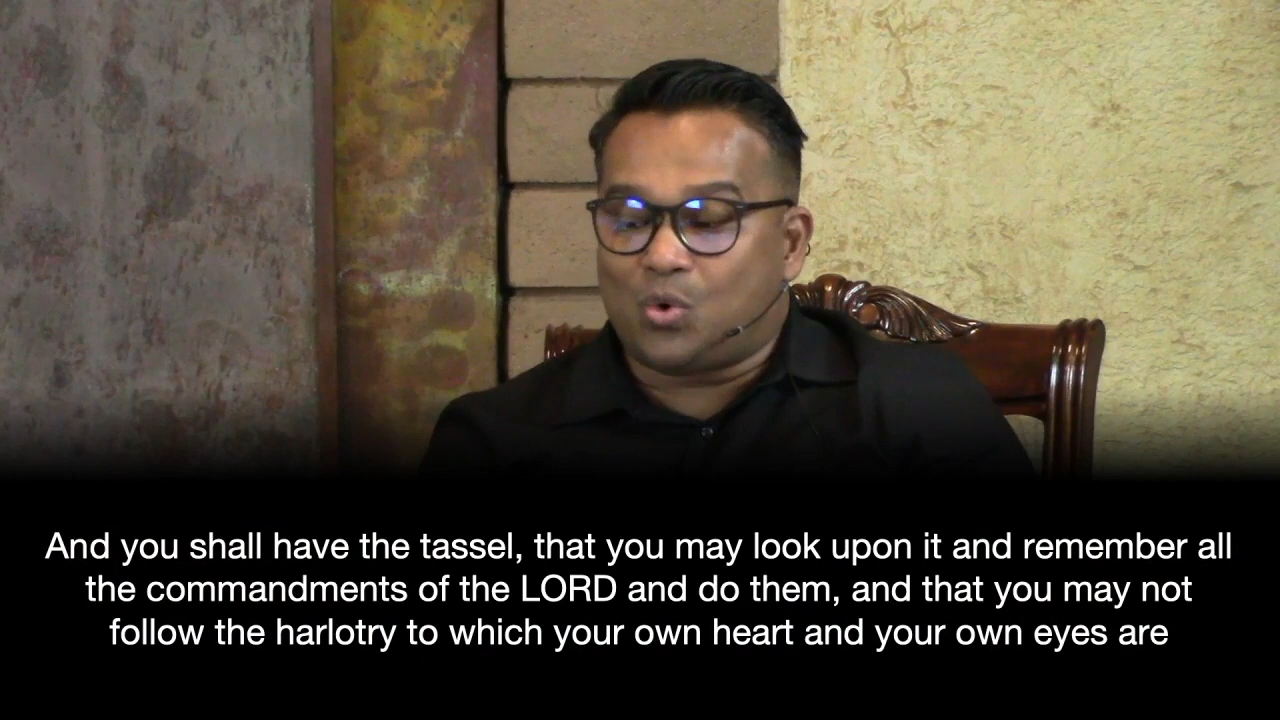 And you shall have the tassel, that you may look upon it and remember all
the commandments of the LORD and do them, and that you may not
follow the harlotry to which your own heart and your own eyes are